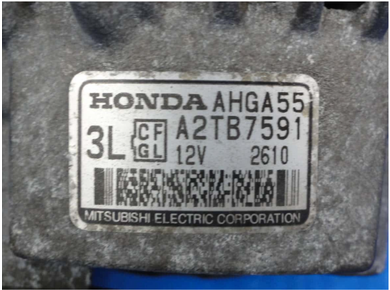 HONDA AHGA55
3L CF GL A2TB7591
12V 2610
MITSUBISHI ELECTRIC CORPORATION